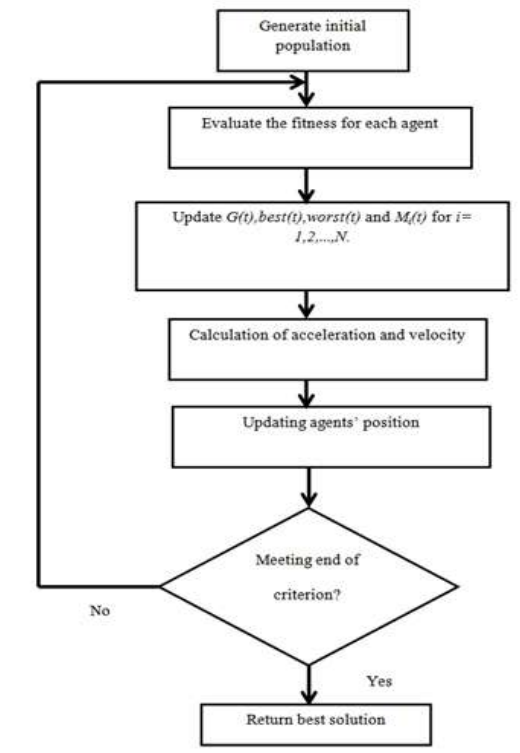 Generate initial
population
Evaluate the fitness for each agent
Update G(t),best(t),worst(t) and Mᵢ(t) for i=
1,2,...,N.
Calculation of acceleration and velocity
Updating agents' position
Meeting end of
criterion?
No
Yes
Return best solution